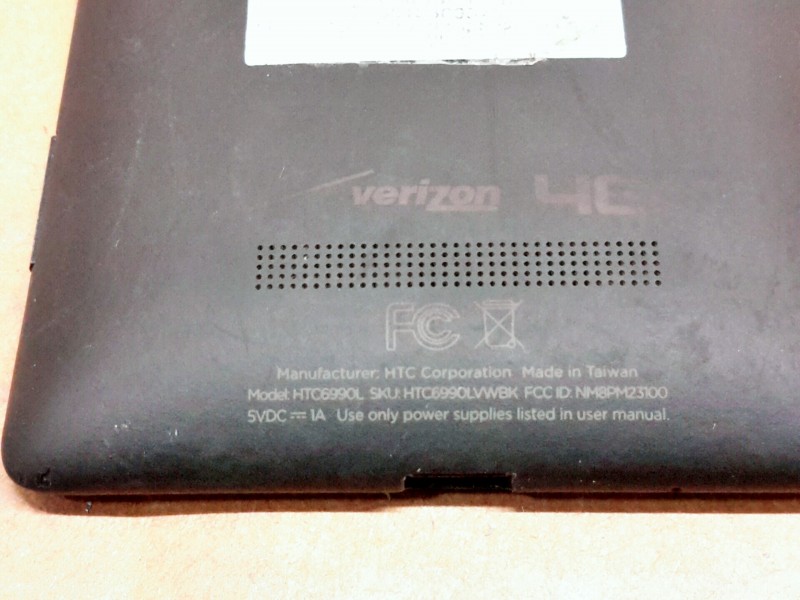 verizon 4G
FC
Manufacturer: HTC Corporation Made in Taiwan
Model: HTC6990L SKU: HTC6990LVWBK FCC ID: NM8PM23100
5VDC ⎓ 1A Use only power supplies listed in user manual.